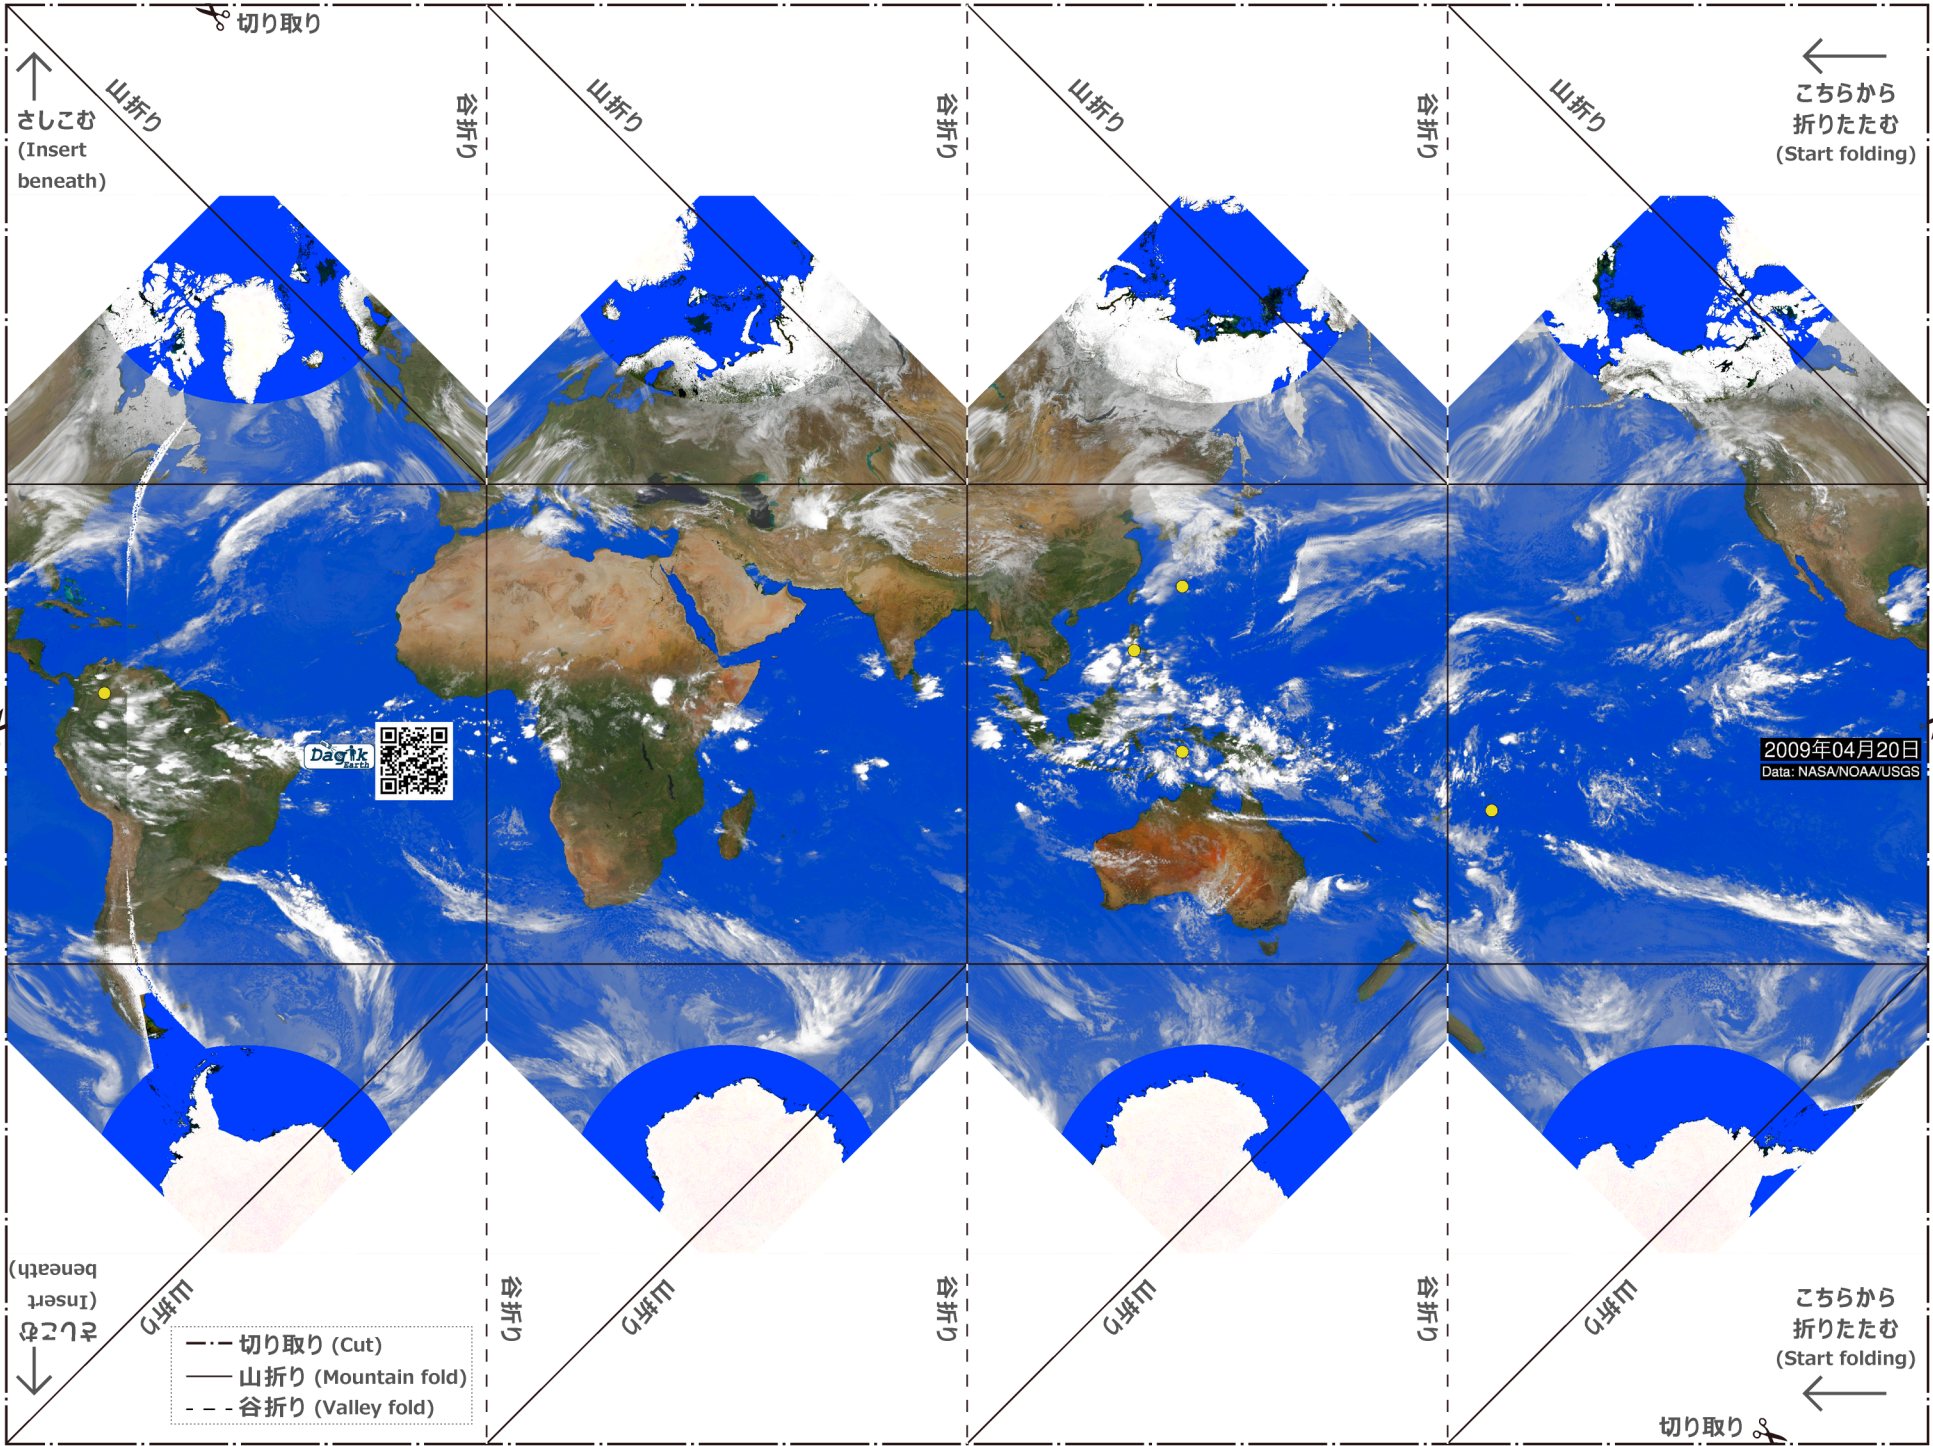 切り取り
さしこむ
(Insert
beneath)
山折り
谷折り
山折り
谷折り
山折り
谷折り
山折り
こちらから
折りたたむ
(Start folding)
Dagik
Earth
2009年04月20日
Data: NASA/NOAA/USGS
さしこむ
(Insert
beneath)
山折り
谷折り
山折り
谷折り
山折り
谷折り
山折り
こちらから
折りたたむ
(Start folding)
切り取り (Cut)
山折り (Mountain fold)
谷折り (Valley fold)
切り取り